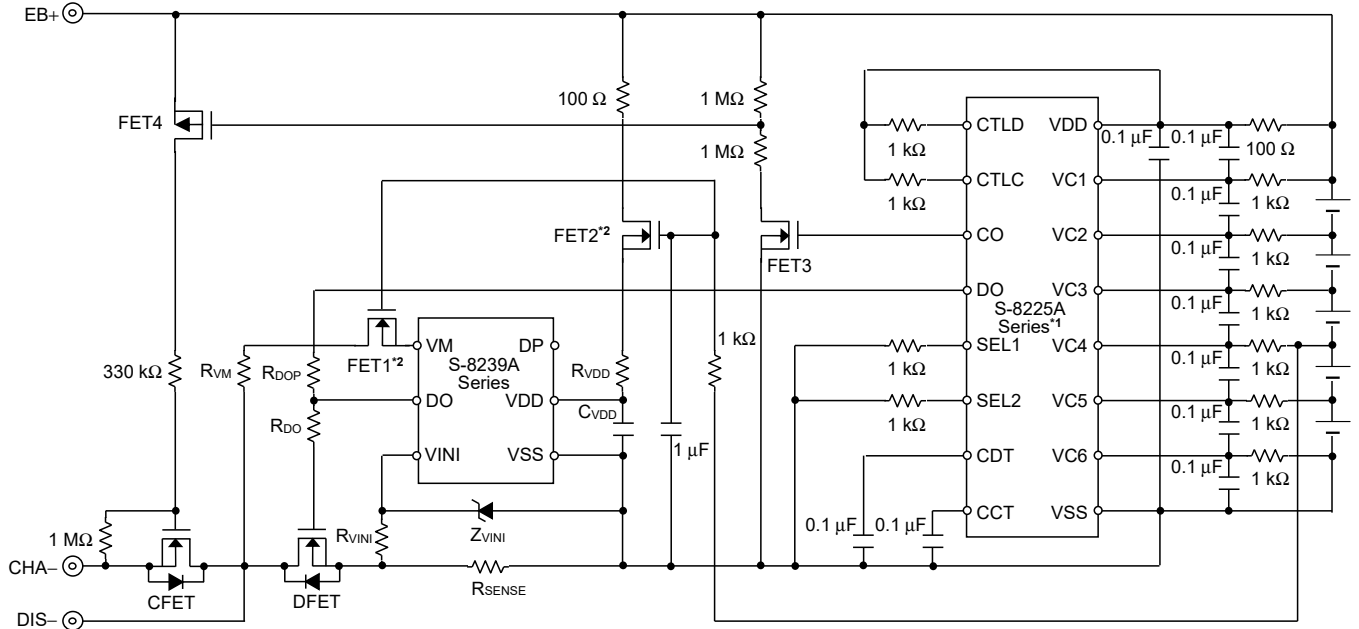 EB+
FET4
330 kΩ
1 MΩ
CHA−
CFET
DIS−
RVM
FET1*2
RDOP
RDO
DFET
VM
DP
S-8239A
Series
DO
VDD
VINI
VSS
RVINI
ZVINI
RSENSE
100 Ω
FET2*2
RVDD
CVDD
1 µF
1 kΩ
1 MΩ
1 MΩ
FET3
0.1 µF
0.1 µF
1 kΩ
1 kΩ
1 kΩ
1 kΩ
CTLD
CTLC
CO
DO
SEL1
SEL2
CDT
CCT
S-8225A
Series*1
VDD
VC1
VC2
VC3
VC4
VC5
VC6
VSS
0.1 µF
0.1 µF
100 Ω
0.1 µF
1 kΩ
0.1 µF
1 kΩ
0.1 µF
1 kΩ
0.1 µF
1 kΩ
0.1 µF
1 kΩ
0.1 µF
1 kΩ